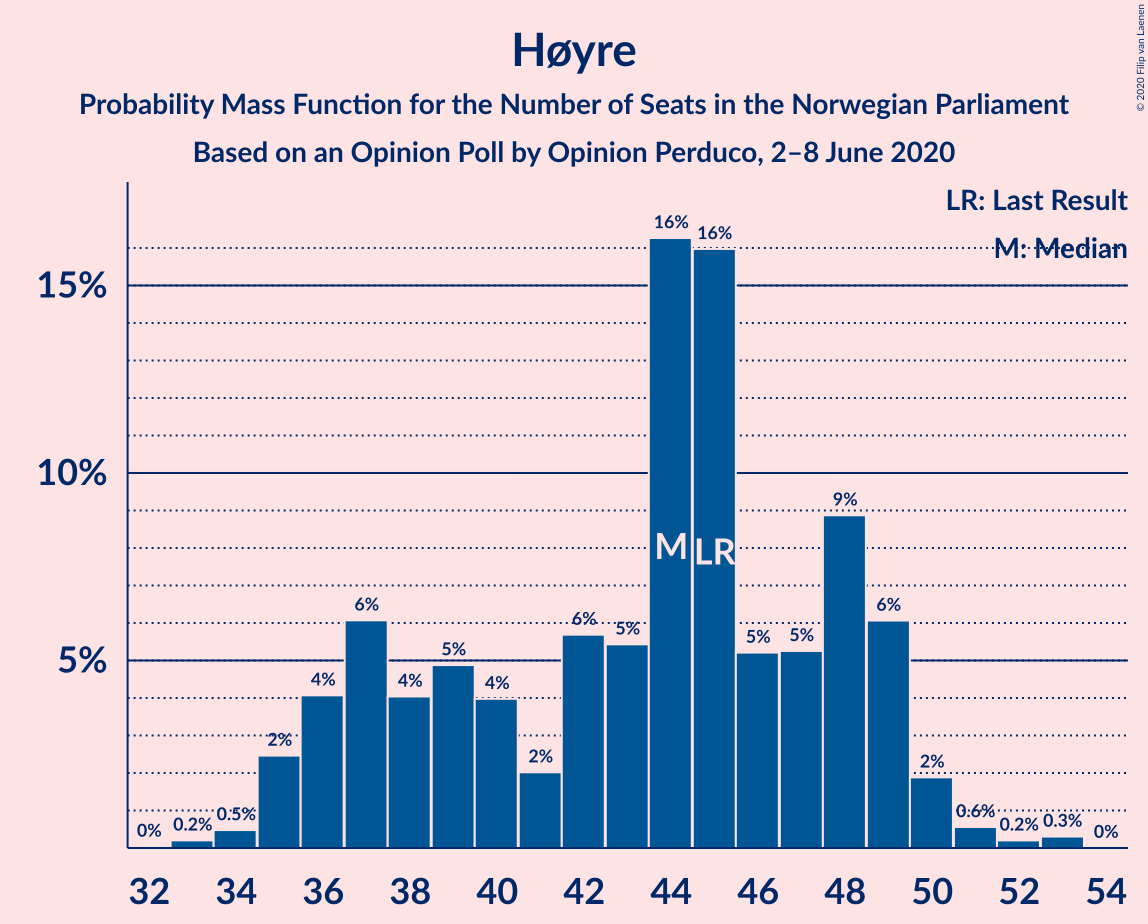 Høyre
Probability Mass Function for the Number of Seats in the Norwegian Parliament
Based on an Opinion Poll by Opinion Perduco, 2–8 June 2020
© 2020 Filip van Laenen
LR: Last Result
M: Median
15%
10%
5%
0%
0.2%
0.5%
2%
4%
6%
4%
5%
4%
2%
6%
5%
16%
16%
5%
5%
9%
6%
2%
0.6%
0.2%
0.3%
0%
M
LR
32 34 36 38 40 42 44 46 48 50 52 54